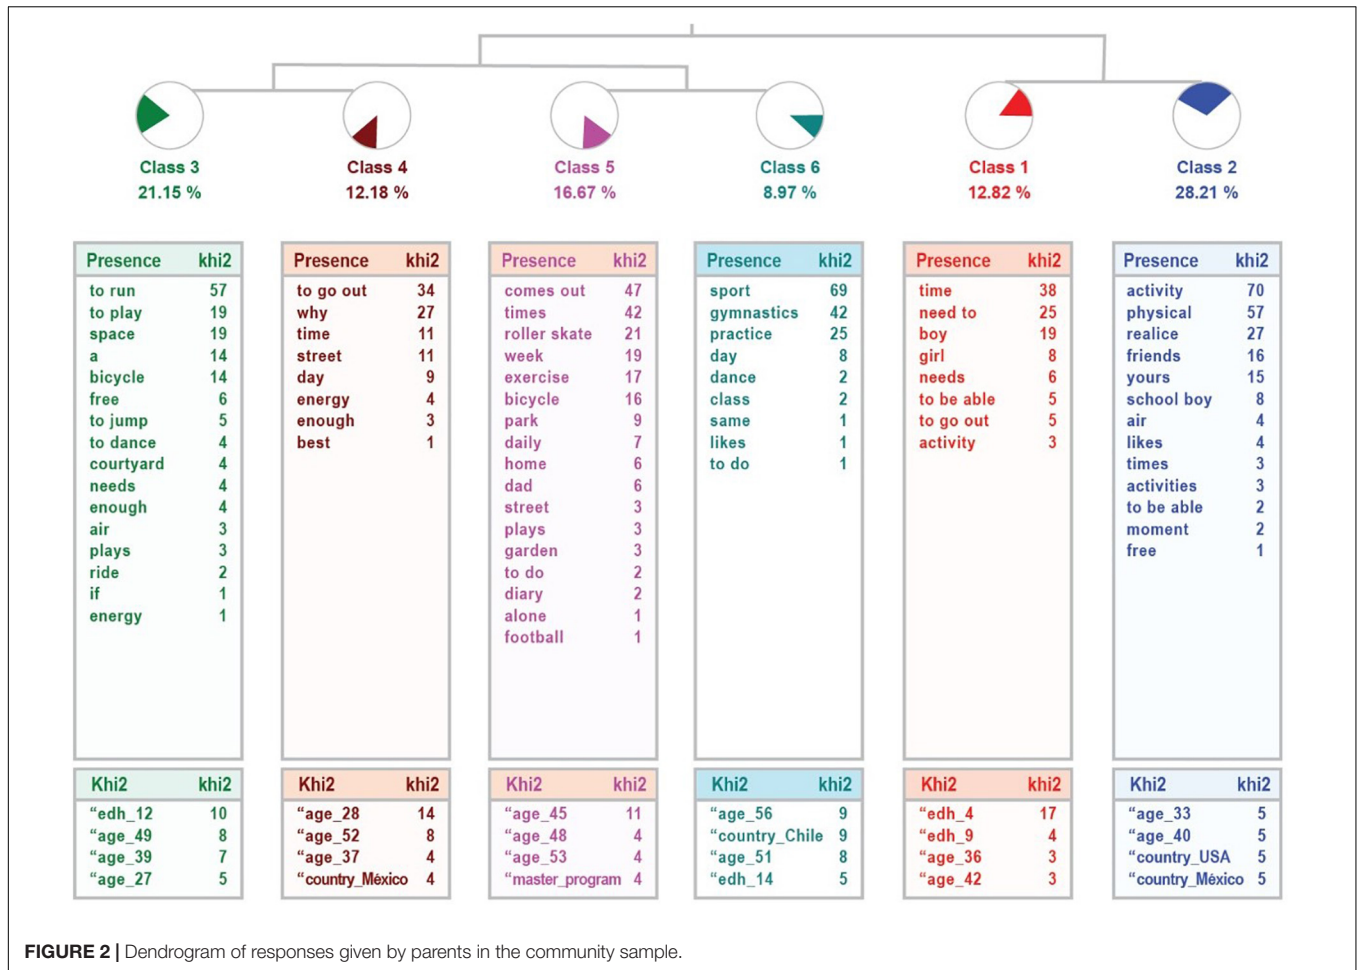 Class 3
21.15 %
Class 4
12.18 %
Class 5
16.67 %
Class 6
8.97 %
Class 1
12.82 %
Class 2
28.21 %
Presence khi2
to run 57
to play 19
space 19
a 14
bicycle 14
free 6
to jump 5
to dance 4
courtyard 4
needs 4
enough 4
air 3
plays 3
ride 2
if 1
energy 1
Khi2 khi2
“edh_12 10
“age_49 8
“age_39 7
“age_27 5
Presence khi2
to go out 34
why 27
time 11
street 11
day 9
energy 4
enough 3
best 1
Khi2 khi2
“age_28 14
“age_52 8
“age_37 4
“country_México 4
Presence khi2
comes out 47
times 42
roller skate 21
week 19
exercise 17
bicycle 16
park 9
daily 7
home 6
dad 6
street 3
plays 3
garden 3
to do 2
diary 2
alone 1
football 1
Khi2 khi2
“age_45 11
“age_48 4
“age_53 4
“master_program 4
Presence khi2
sport 69
gymnastics 42
practice 25
day 8
dance 2
class 2
same 1
likes 1
to do 1
Khi2 khi2
“age_56 9
“country_Chile 9
“age_51 8
“edh_14 5
Presence khi2
time 38
need to 25
boy 19
girl 8
needs 6
to be able 5
to go out 5
activity 3
Khi2 khi2
“edh_4 17
“edh_9 4
“age_36 3
“age_42 3
Presence khi2
activity 70
physical 57
realice 27
friends 16
yours 15
school boy 8
air 4
likes 4
times 3
activities 3
to be able 2
moment 2
free 1
Khi2 khi2
“age_33 5
“age_40 5
“country_USA 5
“country_México 5
FIGURE 2 | Dendrogram of responses given by parents in the community sample.